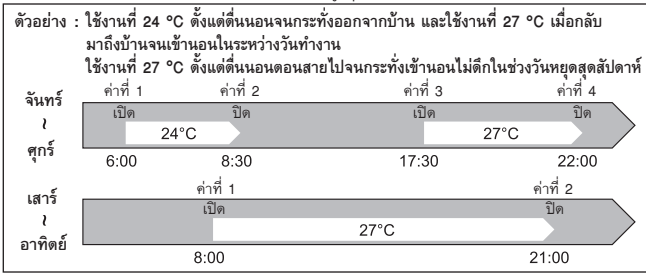 ตัวอย่าง : ใช้งานที่ 24 °C ตั้งแต่ตื่นนอนจนกระทั่งออกจากบ้าน และใช้งานที่ 27 °C เมื่อกลับ
มาถึงบ้านจนเข้านอนในระหว่างวันทำงาน
ใช้งานที่ 27 °C ตั้งแต่ตื่นนอนตอนสายไปจนกระทั่งเข้านอนไม่ดึกในช่วงวันหยุดสุดสัปดาห์
จันทร์ ~ ศุกร์
ค่าที่ 1 ค่าที่ 2 ค่าที่ 3 ค่าที่ 4
เปิด ปิด เปิด ปิด
24°C 27°C
6:00 8:30 17:30 22:00
เสาร์ ~ อาทิตย์
ค่าที่ 1 ค่าที่ 2
เปิด ปิด
27°C
8:00 21:00